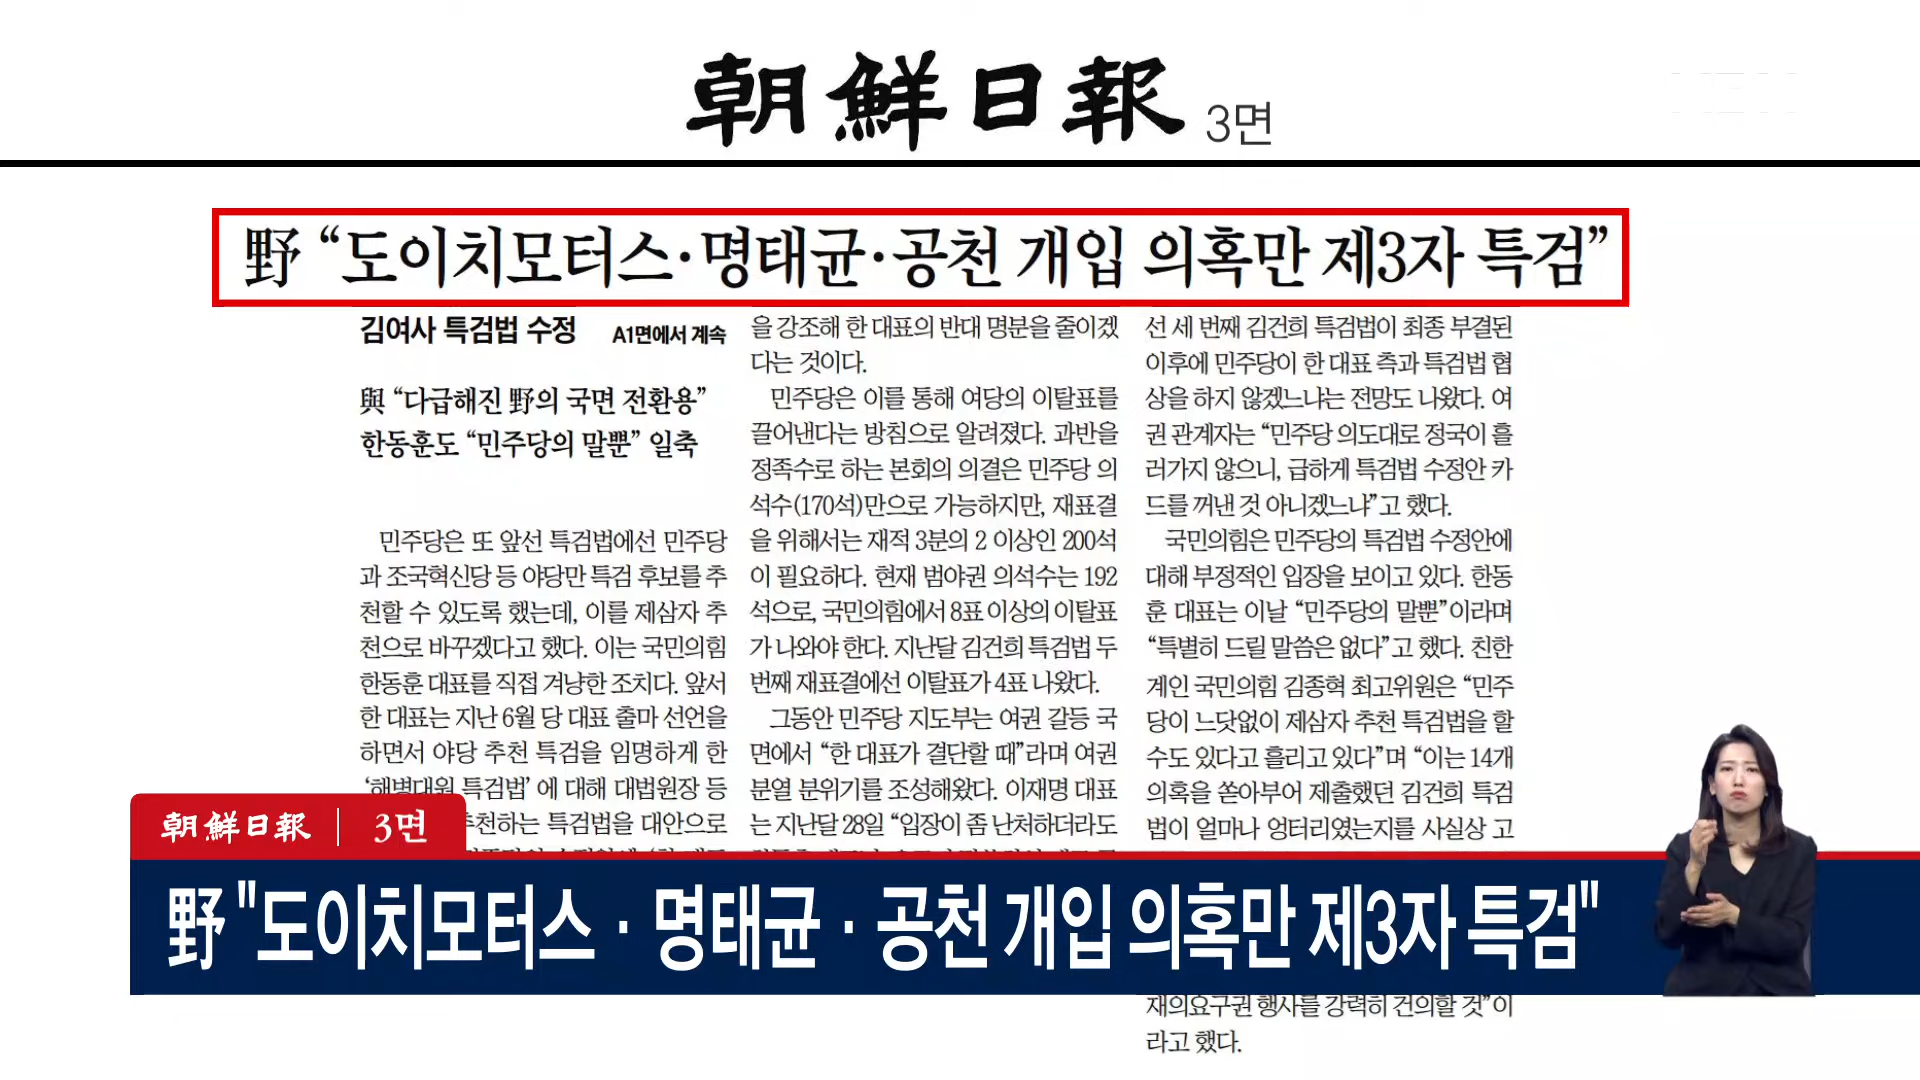 朝鮮日報 3면
野 “도이치모터스·명태균·공천 개입 의혹만 제3자 특검”
김여사 특검법 수정 A1면에서 계속
與 “다급해진 野의 국면 전환용”
한동훈도 “민주당의 말뿐” 일축
민주당은 또 앞선 특검법에선 민주당
과 조국혁신당 등 야당만 특검 후보를 추
천할 수 있도록 했는데, 이를 제삼자 추
천으로 바꾸겠다고 했다. 이는 국민의힘
한동훈 대표를 직접 겨냥한 조치다. 앞서
한 대표는 지난 6월 당 대표 출마 선언을
하면서 야당 추천 특검을 임명하게 한
‘해병대원 특검법’에 대해 대법원장 등
추천하는 특검법을 대안으로
을 강조해 한 대표의 반대 명분을 줄이겠
다는 것이다.
민주당은 이를 통해 여당의 이탈표를
끌어낸다는 방침으로 알려졌다. 과반을
정족수로 하는 본회의 의결은 민주당 의
석수(170석)만으로 가능하지만, 재표결
을 위해서는 재적 3분의 2 이상인 200석
이 필요하다. 현재 범야권 의석수는 192
석으로, 국민의힘에서 8표 이상의 이탈표
가 나와야 한다. 지난달 김건희 특검법 두
번째 재표결에선 이탈표가 4표 나왔다.
그동안 민주당 지도부는 여권 갈등 국
면에서 “한 대표가 결단할 때”라며 여권
분열 분위기를 조성해왔다. 이재명 대표
는 지난달 28일 “입장이 좀 난처하더라도
선 세 번째 김건희 특검법이 최종 부결된
이후에 민주당이 한 대표 측과 특검법 협
상을 하지 않겠느냐는 전망도 나왔다. 여
권 관계자는 “민주당 의도대로 정국이 흘
러가지 않으니, 급하게 특검법 수정안 카
드를 꺼낸 것 아니겠느냐”고 했다.
국민의힘은 민주당의 특검법 수정안에
대해 부정적인 입장을 보이고 있다. 한동
훈 대표는 이날 “민주당의 말뿐”이라며
“특별히 드릴 말씀은 없다”고 했다. 친한
계인 국민의힘 김종혁 최고위원은 “민주
당이 느닷없이 제삼자 추천 특검법을 할
수도 있다고 흘리고 있다”며 “이는 14개
의혹을 쏟아부어 제출했던 김건희 특검
법이 얼마나 엉터리였는지를 사실상 고
재의요구권 행사를 강력히 건의할 것”이
라고 했다.
朝鮮日報 3면
野 "도이치모터스 · 명태균 · 공천 개입 의혹만 제3자 특검"